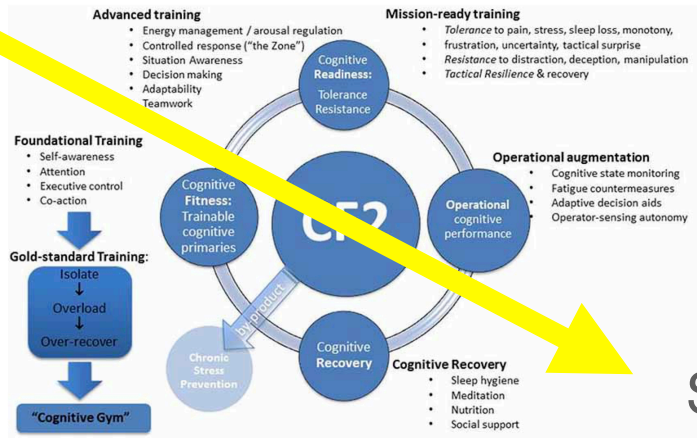 Advanced training
• Energy management / arousal regulation
• Controlled response ("the Zone")
• Situation Awareness
• Decision making
• Adaptability
Teamwork
Mission-ready training
• Tolerance to pain, stress, sleep loss, monotony,
frustration, uncertainty, tactical surprise
• Resistance to distraction, deception, manipulation
• Tactical Resilience & recovery
Cognitive
Readiness:
Tolerance
Resistance
Foundational Training
• Self-awareness
• Attention
• Executive control
• Co-action
Gold-standard Training:
Isolate
↓
Overload
↓
Over-recover
"Cognitive Gym"
Cognitive
Fitness:
Trainable
cognitive
primaries
CF2
Operational
cognitive
performance
Operational augmentation
• Cognitive state monitoring
• Fatigue countermeasures
• Adaptive decision aids
• Operator-sensing autonomy
by-product
Chronic
Stress
Prevention
Cognitive
Recovery
Cognitive Recovery
• Sleep hygiene
• Meditation
• Nutrition
• Social support
S